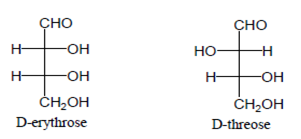 CHO CHO
H OH HO H
H OH H OH
CH₂OH CH₂OH
D-erythrose D-threose